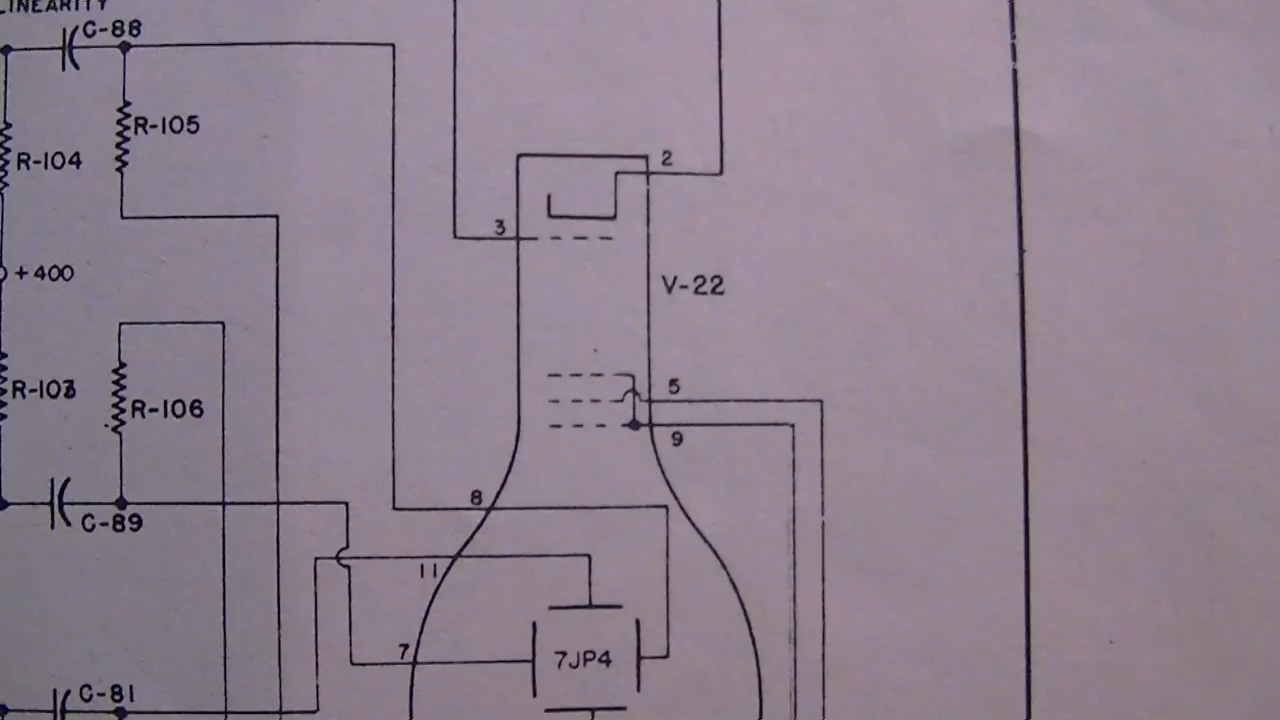 LINEARITY
C-88
R-105
R-104
2
3
+400
V-22
R-103
5
R-106
9
8
C-89
11
7
7JP4
C-81